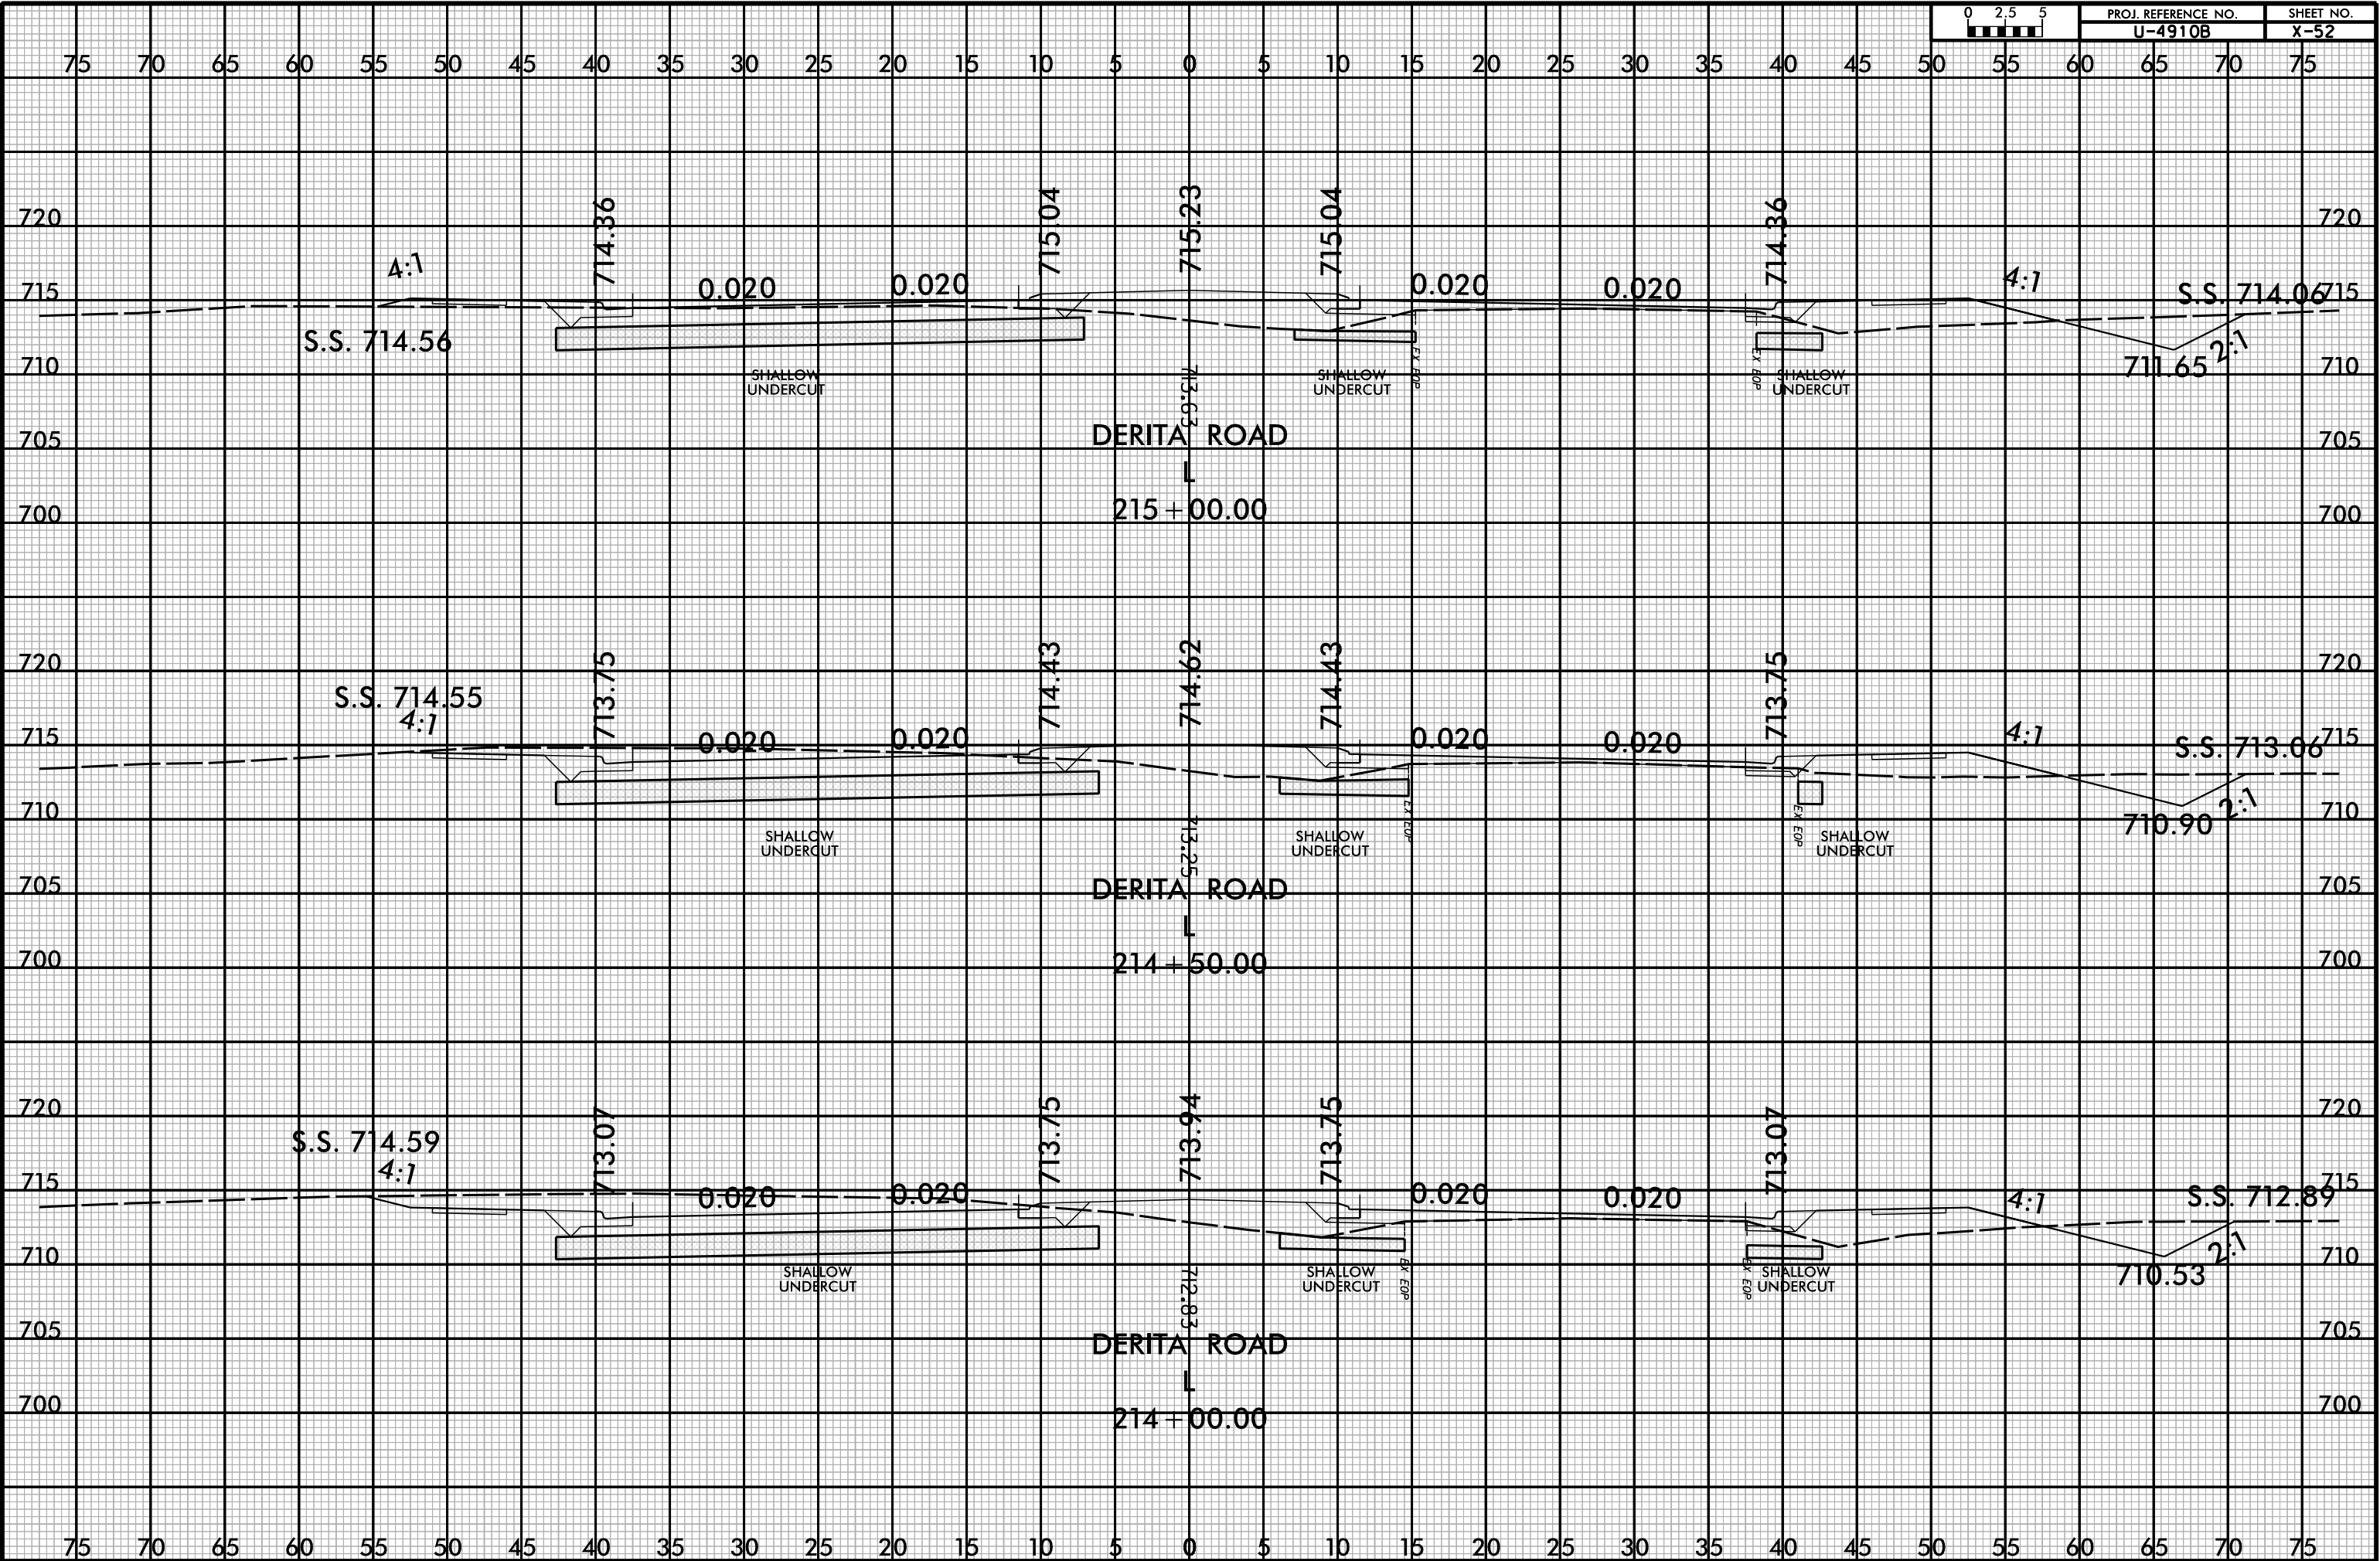 0 2.5 5
PROJ. REFERENCE NO. SHEET NO.
U-4910B X-52
75 70 65 60 55 50 45 40 35 30 25 20 15 10 5 0 5 10 15 20 25 30 35 40 45 50 55 60 65 70 75
714.36 715.04 715.23 715.04 714.36
720 720
4:1 0.020 0.020 0.020 0.020 4:1
715 S.S. 714.06 715
S.S. 714.56
2:1
710 711.65 710
EX EOP EX EOP
SHALLOW SHALLOW SHALLOW
UNDERCUT UNDERCUT UNDERCUT
713.63
705 DERITA ROAD 705
L
700 215+00.00 700
713.75 714.43 714.62 714.43 713.75
720 720
S.S. 714.55
4:1 4:1
715 0.020 0.020 0.020 0.020 S.S. 713.06 715
2:1
710 710.90 710
EX EOP EX EOP
SHALLOW SHALLOW SHALLOW
UNDERCUT UNDERCUT UNDERCUT
713.25
705 DERITA ROAD 705
L
700 214+50.00 700
713.07 713.75 713.94 713.75 713.07
720 720
S.S. 714.59
4:1
715 0.020 0.020 0.020 0.020 4:1 S.S. 712.89 715
2:1
710 710.53 710
EX EOP EX EOP
SHALLOW SHALLOW SHALLOW
UNDERCUT UNDERCUT UNDERCUT
712.83
705 DERITA ROAD 705
L
700 214+00.00 700
75 70 65 60 55 50 45 40 35 30 25 20 15 10 5 0 5 10 15 20 25 30 35 40 45 50 55 60 65 70 75